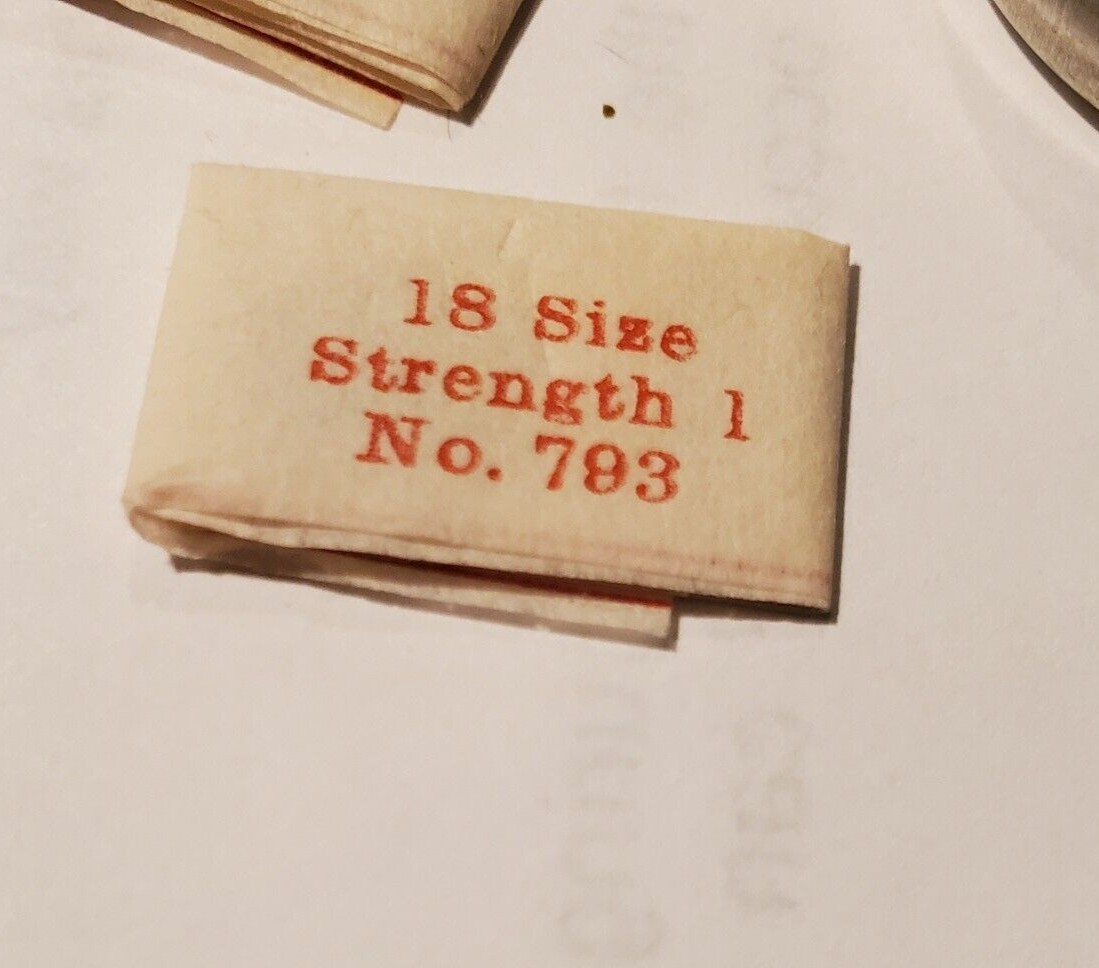 18 Size
Strength 1
No. 793